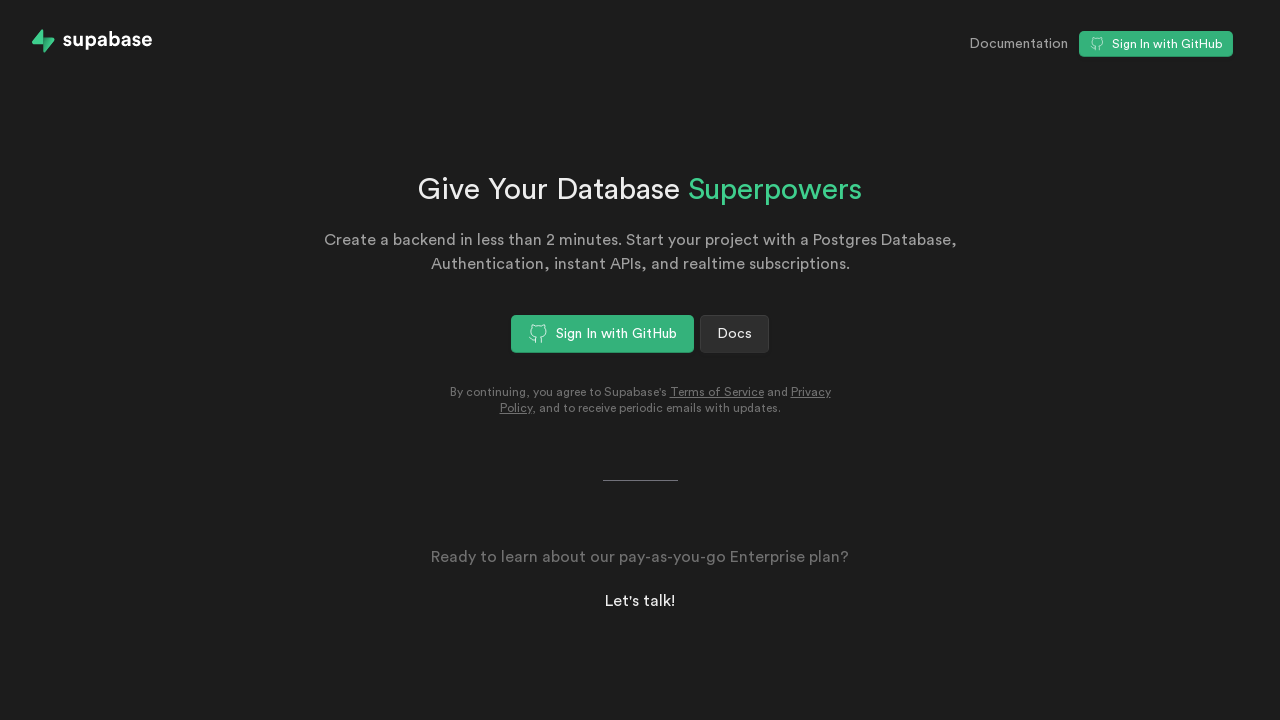 supabase
Documentation
Sign In with GitHub
Give Your Database Superpowers
Create a backend in less than 2 minutes. Start your project with a Postgres Database,
Authentication, instant APIs, and realtime subscriptions.
Sign In with GitHub
Docs
By continuing, you agree to Supabase's Terms of Service and Privacy
Policy, and to receive periodic emails with updates.
Ready to learn about our pay-as-you-go Enterprise plan?
Let's talk!